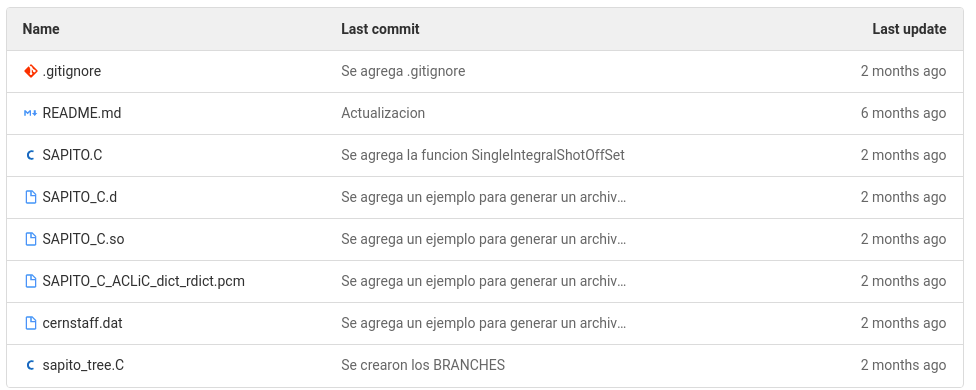 Name Last commit Last update
.gitignore Se agrega .gitignore 2 months ago
README.md Actualizacion 6 months ago
SAPITO.C Se agrega la funcion SingleIntegralShotOffSet 2 months ago
SAPITO_C.d Se agrega un ejemplo para generar un archiv... 2 months ago
SAPITO_C.so Se agrega un ejemplo para generar un archiv... 2 months ago
SAPITO_C_ACLiC_dict_rdict.pcm Se agrega un ejemplo para generar un archiv... 2 months ago
cernstaff.dat Se agrega un ejemplo para generar un archiv... 2 months ago
sapito_tree.C Se crearon los BRANCHES 2 months ago